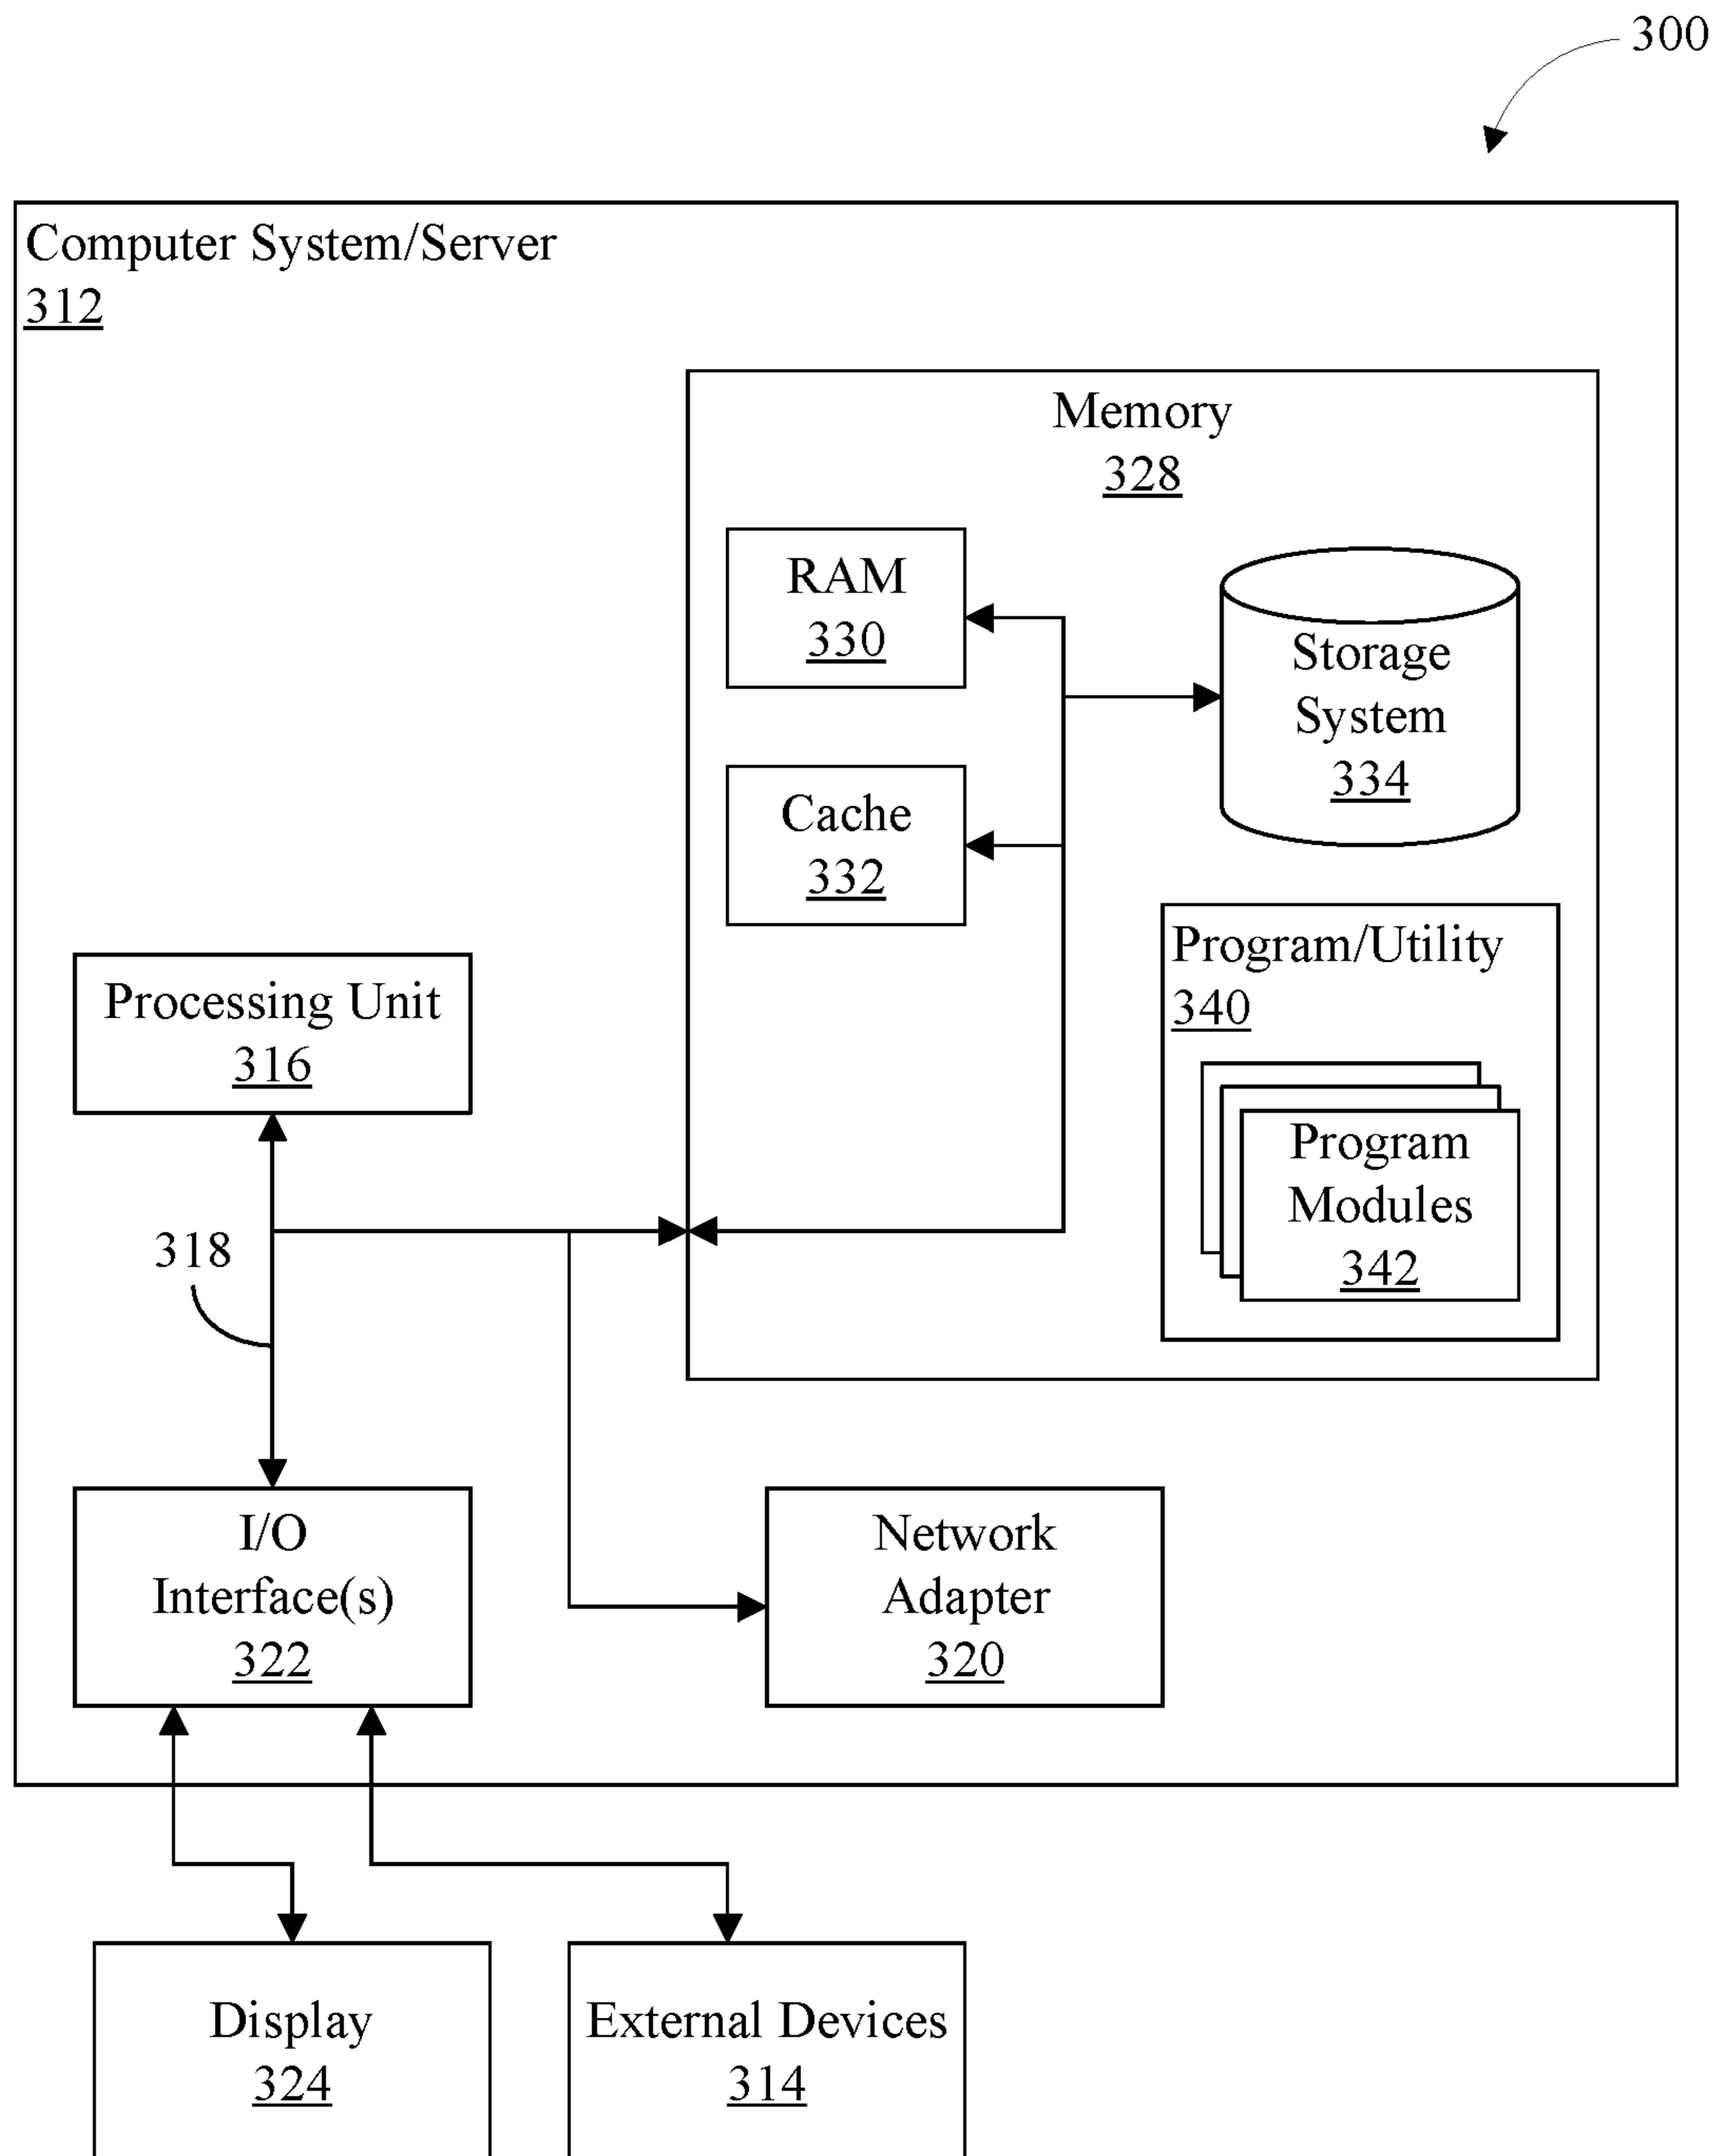 300
Computer System/Server
312
Memory
328
RAM
330
Storage
System
334
Cache
332
Program/Utility
340
Processing Unit
316
Program
Modules
342
318
I/O
Interface(s)
322
Network
Adapter
320
Display
324
External Devices
314